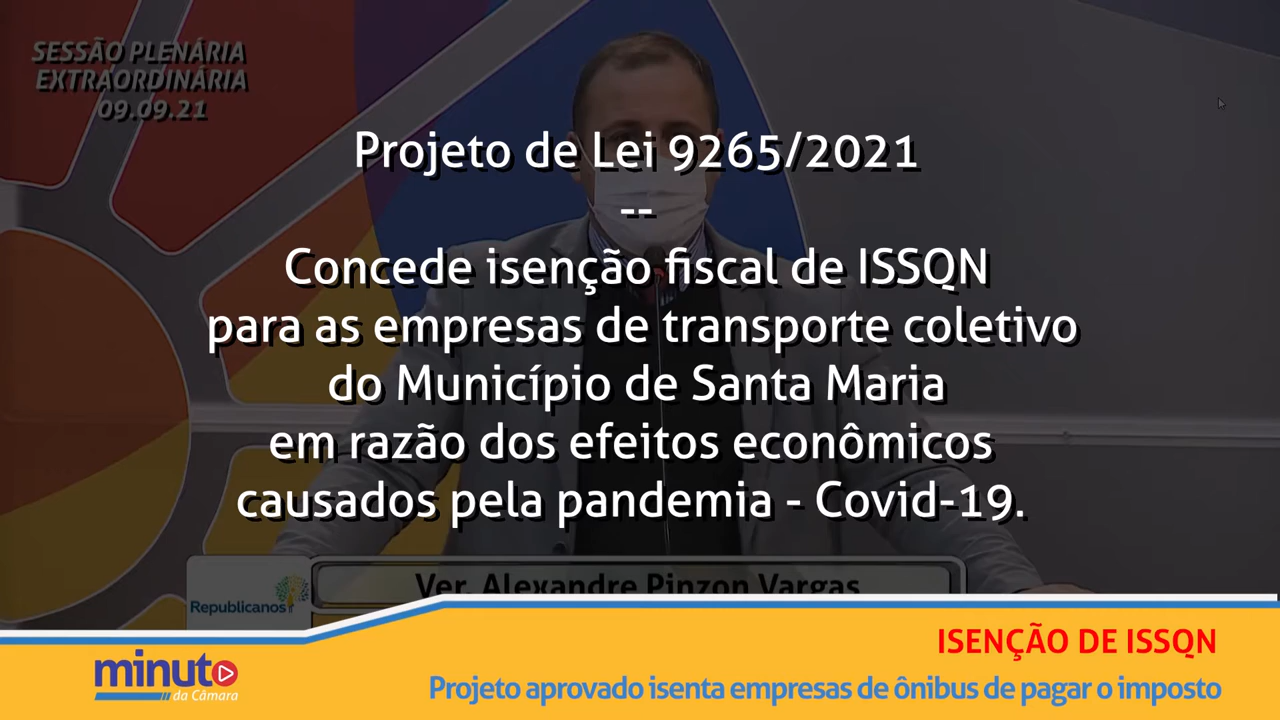 SESSÃO PLENÁRIA
EXTRAORDINÁRIA
09.09.21
Projeto de Lei 9265/2021
--
Concede isenção fiscal de ISSQN
para as empresas de transporte coletivo
do Município de Santa Maria
em razão dos efeitos econômicos
causados pela pandemia - Covid-19.
Ver. Alexandre Pinzon Vargas
Republicanos
ISENÇÃO DE ISSQN
minuto
da Câmara
Projeto aprovado isenta empresas de ônibus de pagar o imposto